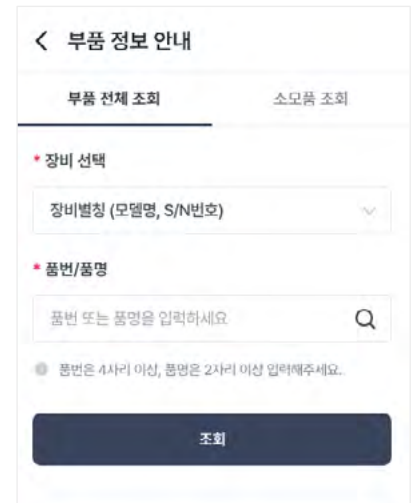 부품 정보 안내
부품 전체 조회 소모품 조회
* 장비 선택
장비별칭 (모델명, S/N번호)
* 품번/품명
품번 또는 품명을 입력하세요
품번은 4자리 이상, 품명은 2자리 이상 입력해주세요.
조회